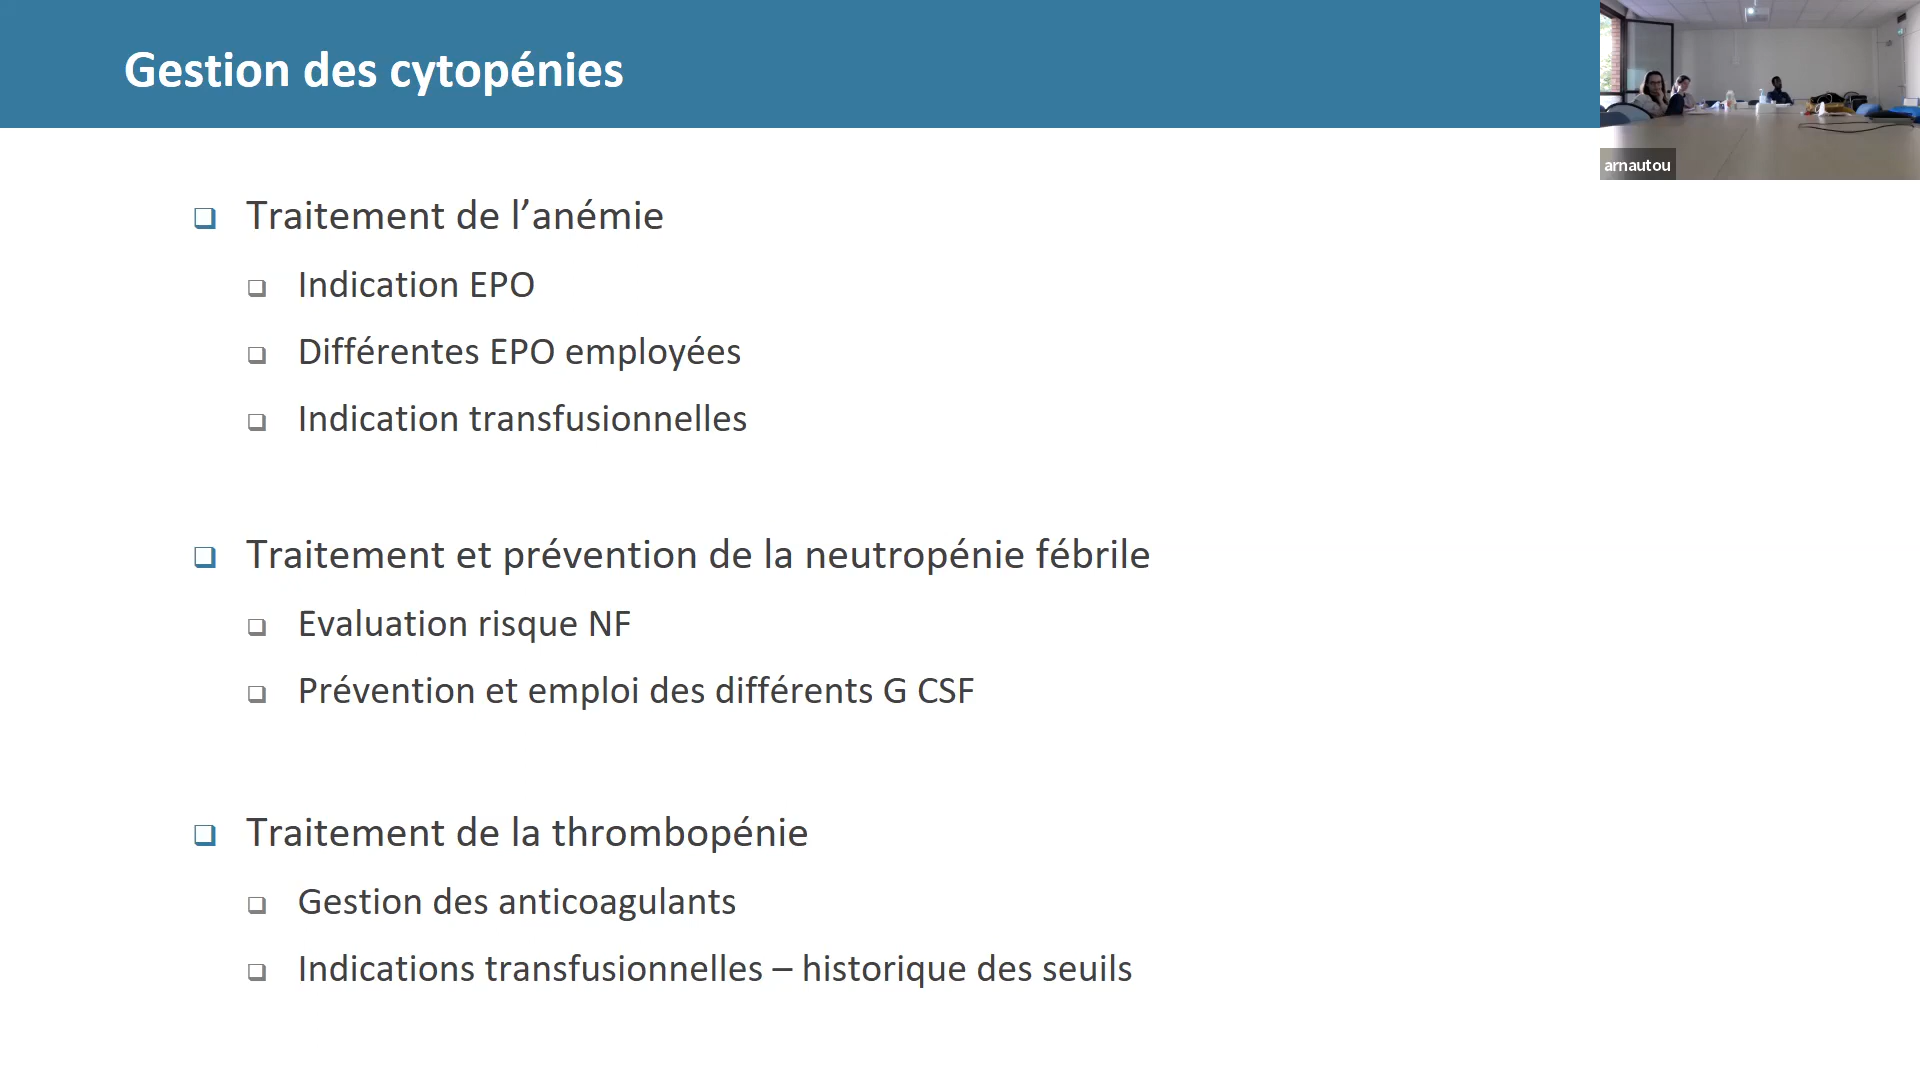 Gestion des cytopénies
arnautou
Traitement de l’anémie
Indication EPO
Différentes EPO employées
Indication transfusionnelles
Traitement et prévention de la neutropénie fébrile
Evaluation risque NF
Prévention et emploi des différents G CSF
Traitement de la thrombopénie
Gestion des anticoagulants
Indications transfusionnelles – historique des seuils